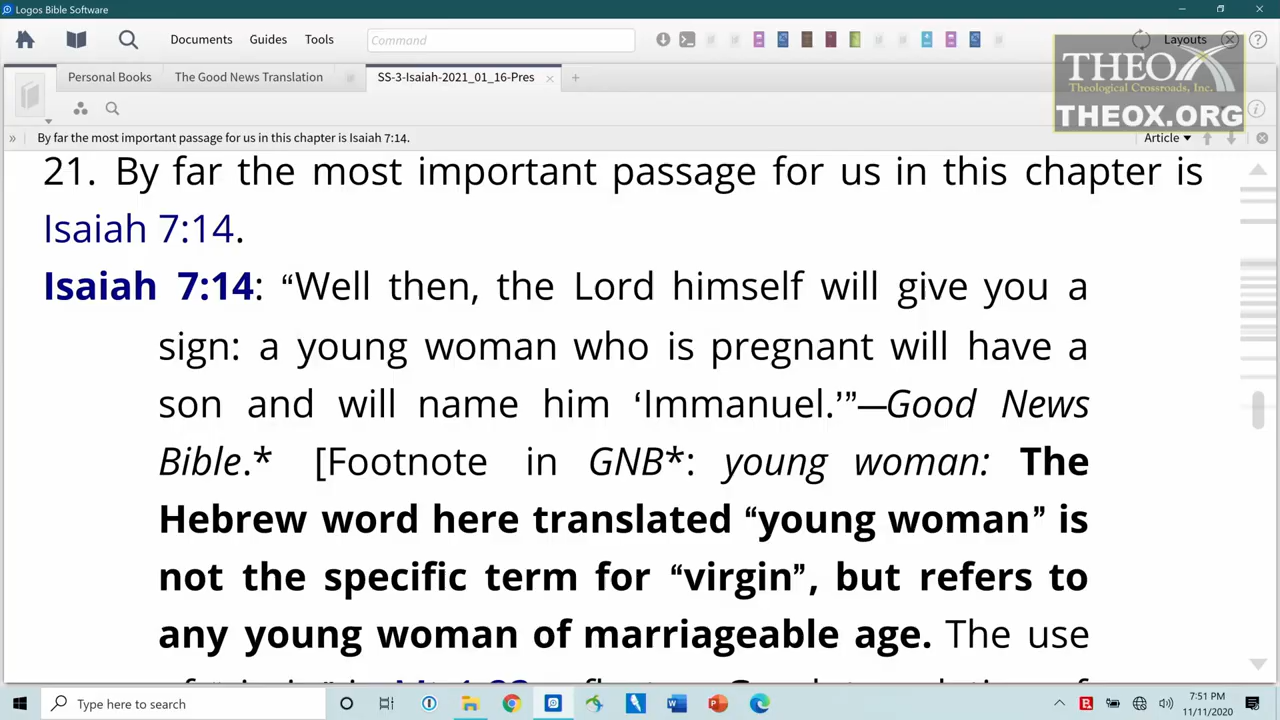 Logos Bible Software
Documents Guides Tools Command Layouts
THEOX
Theological Crossroads, Inc.
THEOX.ORG
Personal Books The Good News Translation SS-3-Isaiah-2021_01_16-Pres
By far the most important passage for us in this chapter is Isaiah 7:14. Article
21. By far the most important passage for us in this chapter is
Isaiah 7:14.
Isaiah 7:14: “Well then, the Lord himself will give you a
sign: a young woman who is pregnant will have a
son and will name him ‘Immanuel.’”—Good News
Bible.* [Footnote in GNB*: young woman: The
Hebrew word here translated “young woman” is
not the specific term for “virgin”, but refers to
any young woman of marriageable age. The use
Type here to search
7:51 PM
11/11/2020